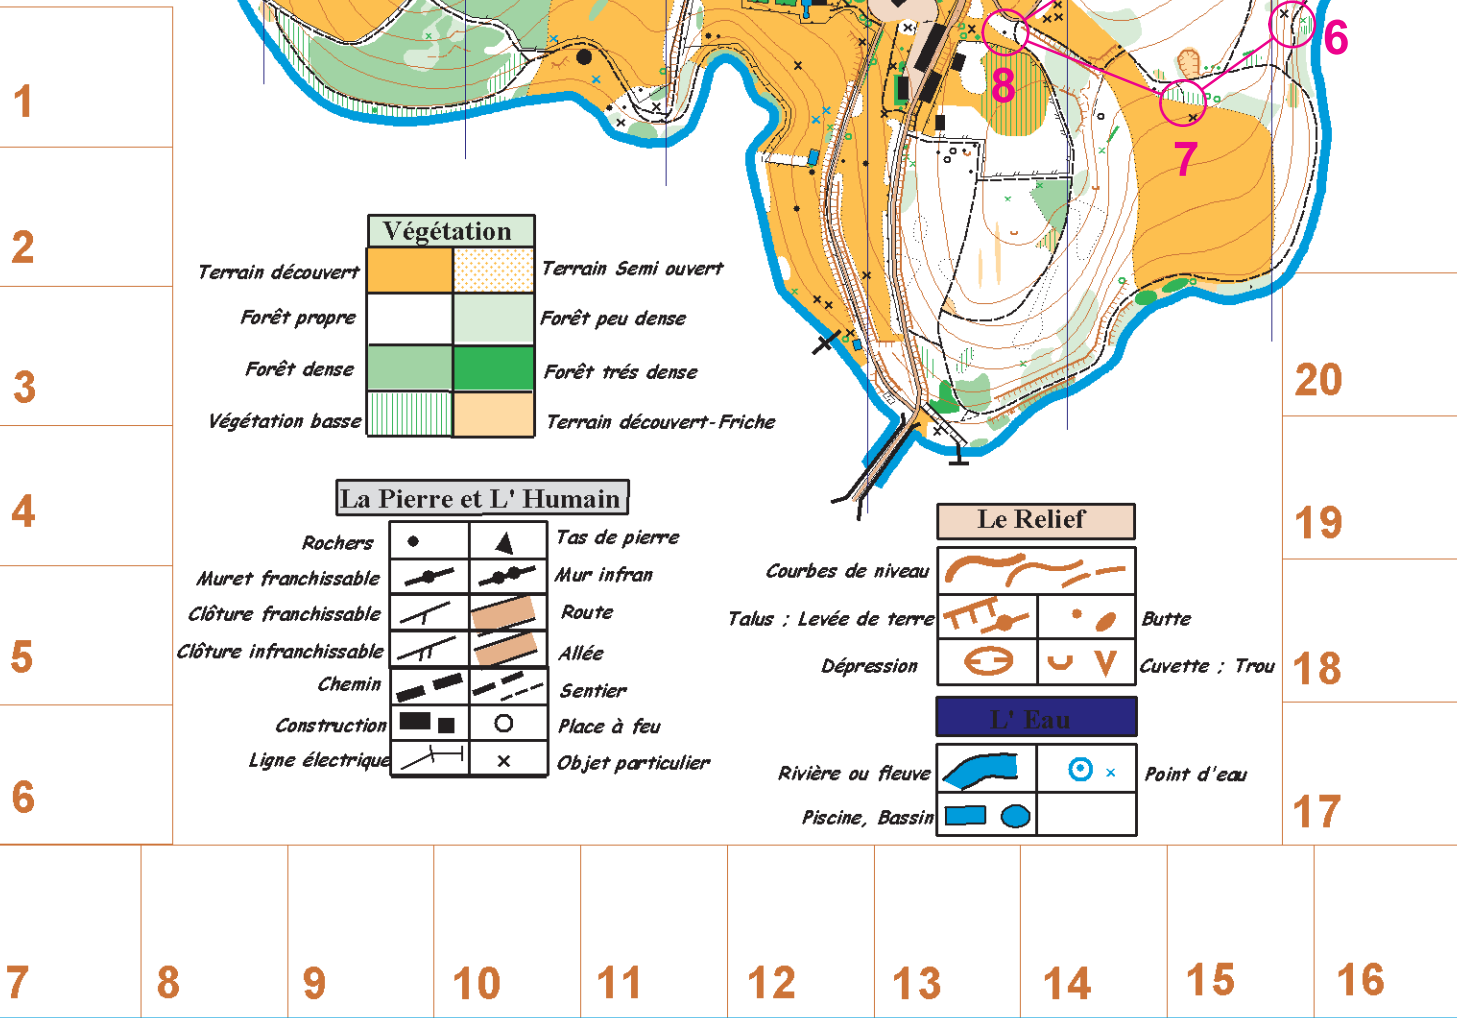 6
8
7
1
2
3
4
5
6
Végétation
Terrain découvert
Terrain Semi ouvert
Forêt propre
Forêt peu dense
Forêt dense
Forêt trés dense
Végétation basse
Terrain découvert-Friche
La Pierre et L' Humain
Rochers
Tas de pierre
Muret franchissable
Mur infran
Clôture franchissable
Route
Clôture infranchissable
Allée
Chemin
Sentier
Construction
Place à feu
Ligne électrique
Objet particulier
Le Relief
Courbes de niveau
Talus ; Levée de terre
Butte
Dépression
Cuvette ; Trou
L' Eau
Rivière ou fleuve
Point d'eau
Piscine, Bassin
20
19
18
17
7
8
9
10
11
12
13
14
15
16